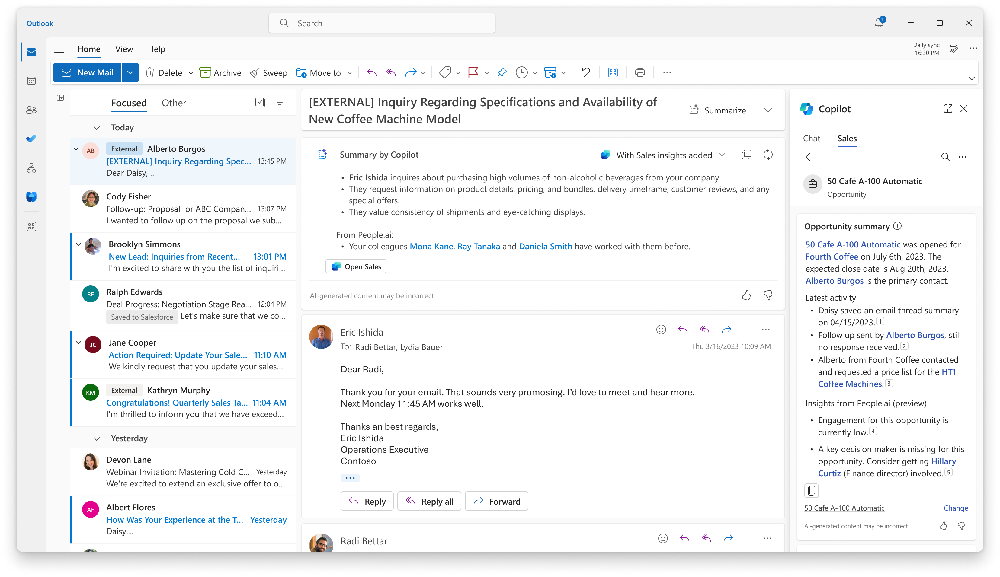 Outlook
Search
11
Home
View
Help
Daily sync
16:30 PM
New Mail
Delete
Archive
Sweep
Move to
Focused
Other
Today
AB
External
Alberto Burgos
[EXTERNAL] Inquiry Regarding Spec...
13:45 PM
Dear Daisy,...
Cody Fisher
Follow-up: Proposal for ABC Compan...
13:07 PM
I wanted to follow up on the proposal we sub...
Brooklyn Simmons
New Lead: Inquiries from Recent...
13:01 PM
I'm excited to share with you the list of inquiri...
RE
Ralph Edwards
Deal Progress: Negotiation Stage Rea...
12:04 PM
Saved to Salesforce
Let’s make sure that we co...
JC
Jane Cooper
Action Required: Update Your Sale...
11:10 AM
We kindly request that you update your sales...
KM
External
Kathryn Murphy
Congratulations! Quarterly Sales Ta...
11:04 AM
I'm thrilled to inform you that we have exceed...
Yesterday
Devon Lane
Webinar Invitation: Mastering Cold C...
Yesterday
We're excited to extend an exclusive offer to o...
AF
Albert Flores
How Was Your Experience at the T...
Yesterday
Daisy,...
[EXTERNAL] Inquiry Regarding Specifications and Availability of
New Coffee Machine Model
Summarize
Summary by Copilot
With Sales insights added
• Eric Ishida inquires about purchasing high volumes of non-alcoholic beverages from your company.
• They request information on product details, pricing, and bundles, delivery timeframe, customer reviews, and any
special offers.
• They value consistency of shipments and eye-catching displays.
From People.ai:
• Your colleagues Mona Kane, Ray Tanaka and Daniela Smith have worked with them before.
Open Sales
AI-generated content may be incorrect
Eric Ishida
To: Radi Bettar, Lydia Bauer
Thu 3/16/2023 10:09 AM
Dear Radi,
Thank you for your email. That sounds very promosing. I’d love to meet and hear more.
Next Monday 11:45 AM works well.
Thanks an best regards,
Eric Ishida
Operations Executive
Contoso
Reply
Reply all
Forward
Radi Bettar
Copilot
Chat
Sales
50 Café A-100 Automatic
Opportunity
Opportunity summary
50 Cafe A-100 Automatic was opened for
Fourth Coffee on July 6th, 2023. The
expected close date is Aug 20th, 2023.
Alberto Burgos is the primary contact.
Latest activity
• Daisy saved an email thread summary
on 04/15/2023. 1
• Follow up sent by Alberto Burgos, still
no response received. 2
• Alberto from Fourth Coffee contacted
and requested a price list for the HT1
Coffee Machines. 3
Insights from People.ai (preview)
• Engagement for this opportunity is
currently low. 4
• A key decision maker is missing for this
opportunity. Consider getting Hillary
Curtiz (Finance director) involved. 5
50 Cafe A-100 Automatic
Change
AI-generated content may be incorrect